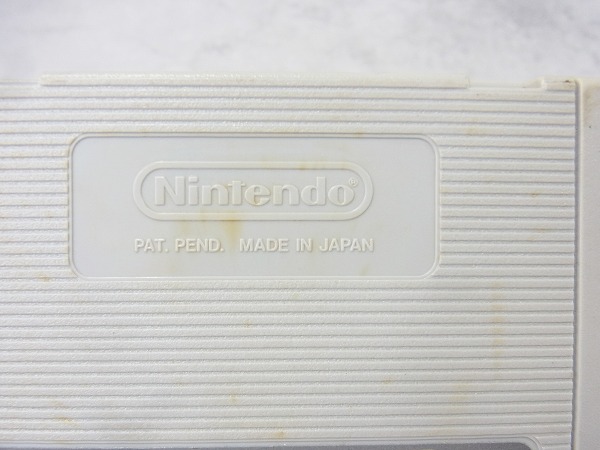 Nintendo®
PAT. PEND. MADE IN JAPAN